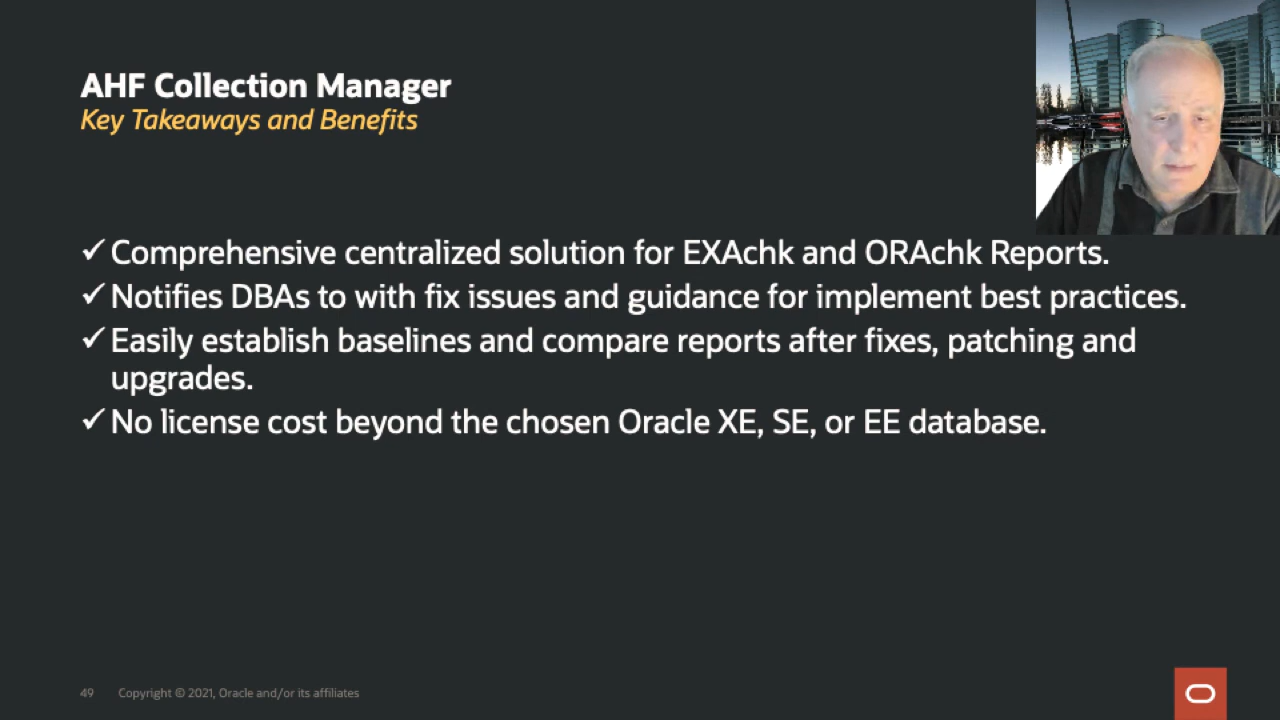 AHF Collection Manager
Key Takeaways and Benefits
✓ Comprehensive centralized solution for EXAchk and ORAchk Reports.
✓ Notifies DBAs to with fix issues and guidance for implement best practices.
✓ Easily establish baselines and compare reports after fixes, patching and
upgrades.
✓ No license cost beyond the chosen Oracle XE, SE, or EE database.
49 Copyright © 2021, Oracle and/or its affiliates